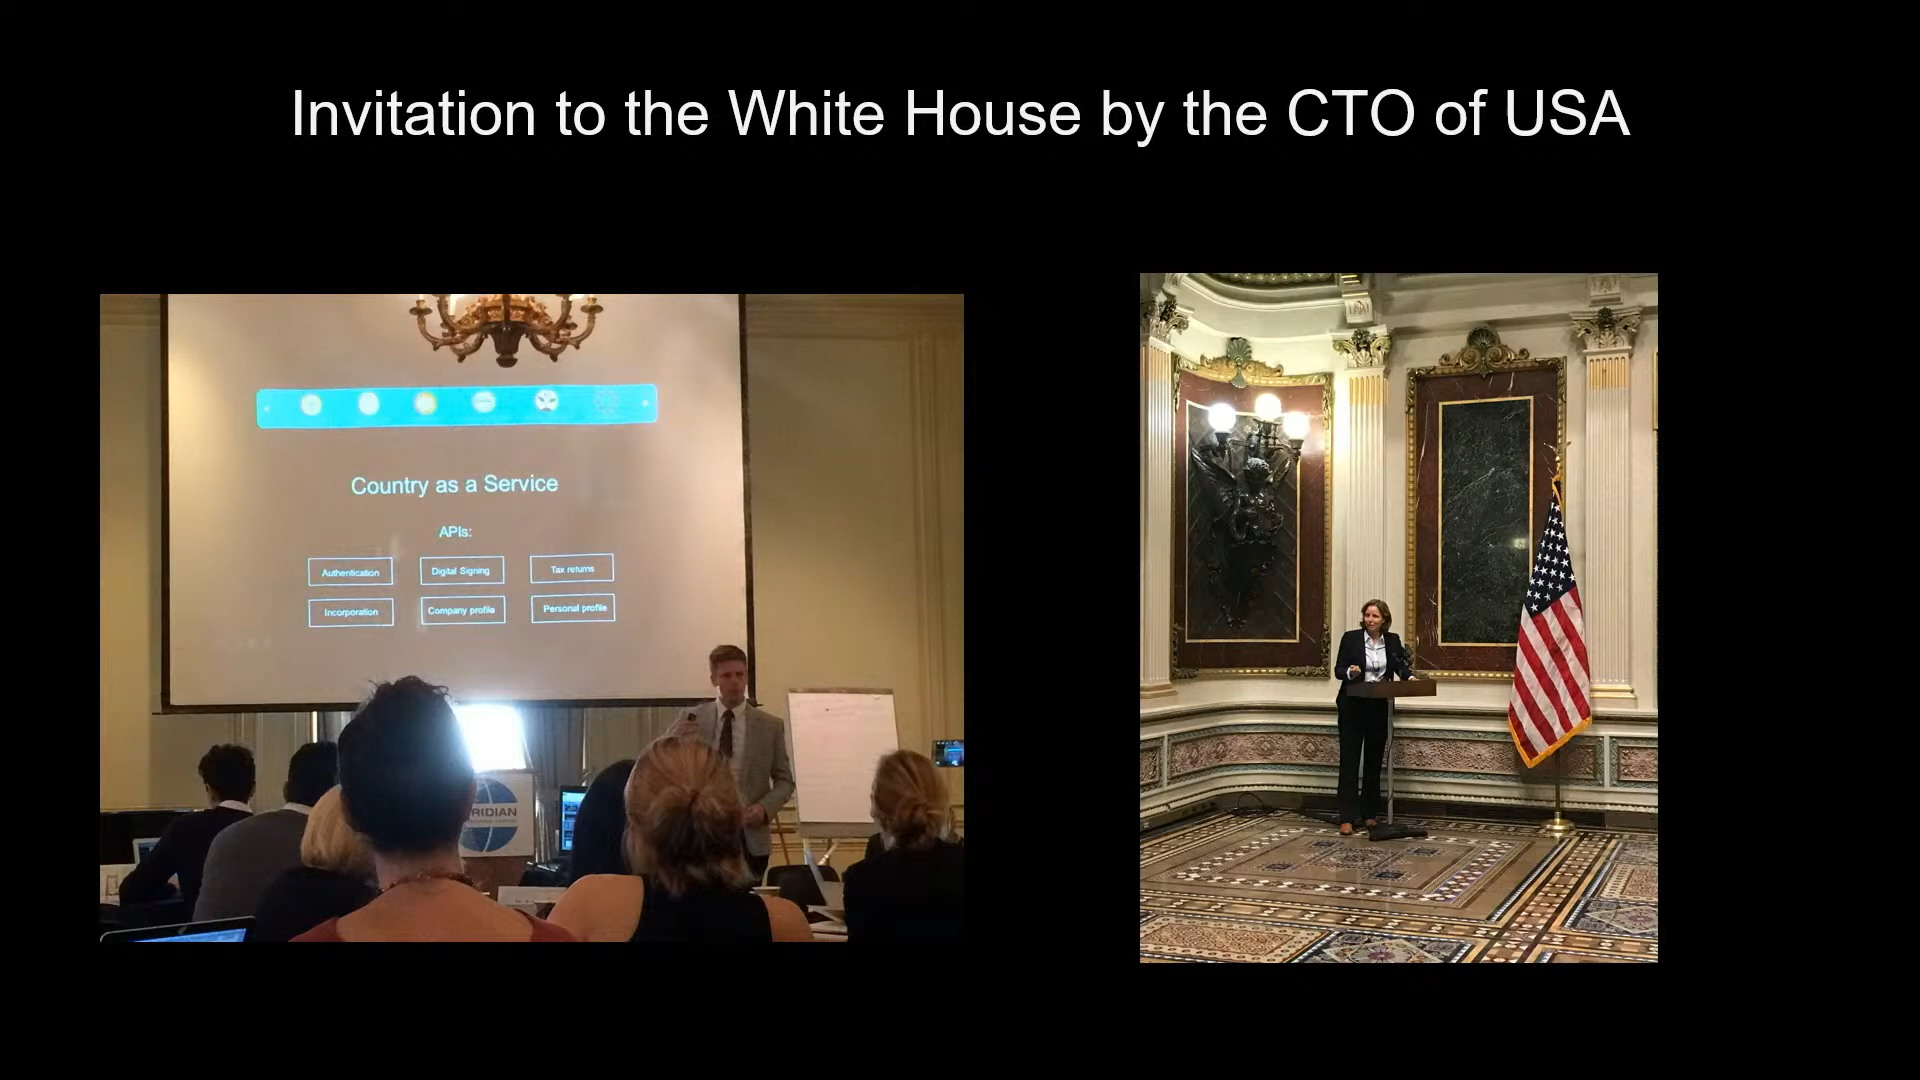 Invitation to the White House by the CTO of USA
Country as a Service
APIs:
Authentication
Digital Signing
Tax returns
Incorporation
Company profile
Personal profile
RIDIAN